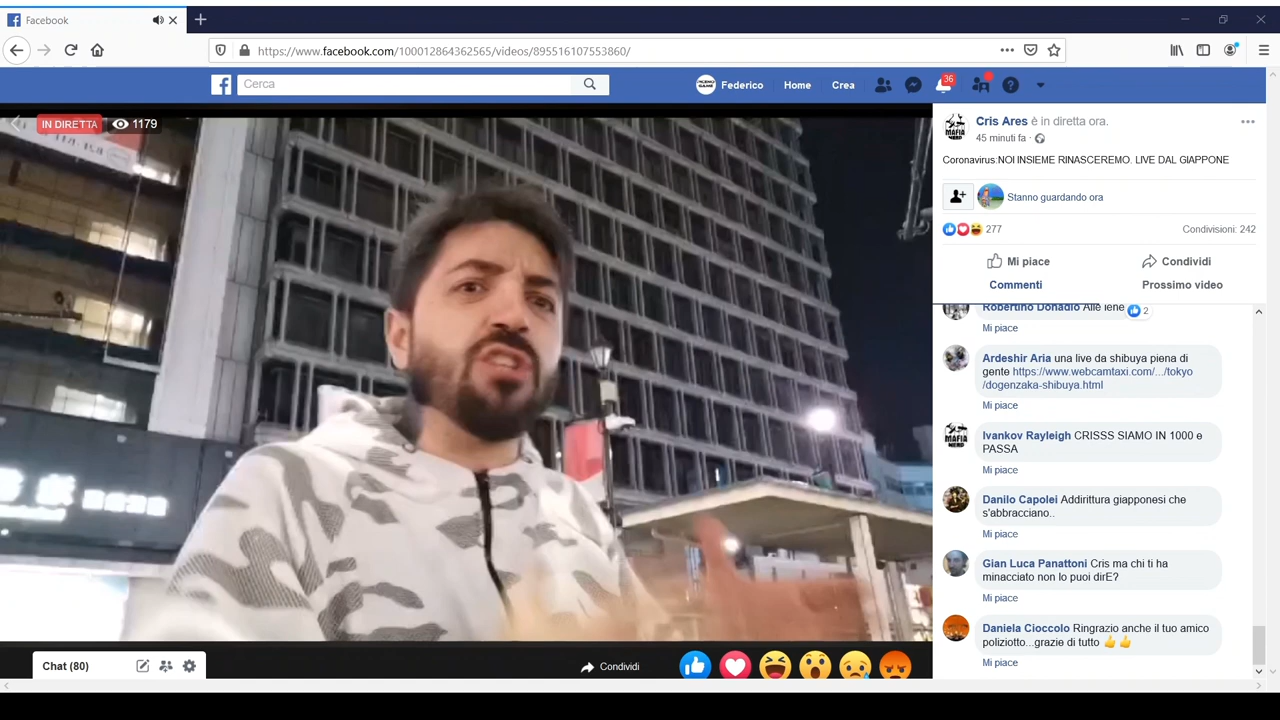 Facebook
https://www.facebook.com/100012864362565/videos/895516107553860/
Cerca
Federico
Home
Crea
36
IN DIRETTA
1179
Cris Ares è in diretta ora.
45 minuti fa ·
Coronavirus:NOI INSIEME RINASCEREMO. LIVE DAL GIAPPONE
Stanno guardando ora
277
Condivisioni: 242
Mi piace
Condividi
Commenti
Prossimo video
Robertino Donadio Alle iene
2
Mi piace
Ardeshir Aria una live da shibuya piena di
gente https://www.webcamtaxi.com/.../tokyo
/dogenzaka-shibuya.html
Mi piace
Ivankov Rayleigh CRISSS SIAMO IN 1000 e
PASSA
Mi piace
Danilo Capolei Addirittura giapponesi che
s'abbracciano..
Mi piace
Gian Luca Panattoni Cris ma chi ti ha
minacciato non lo puoi dirE?
Mi piace
Daniela Cioccolo Ringrazio anche il tuo amico
poliziotto...grazie di tutto 👍👍
Mi piace
Chat (80)
Condividi